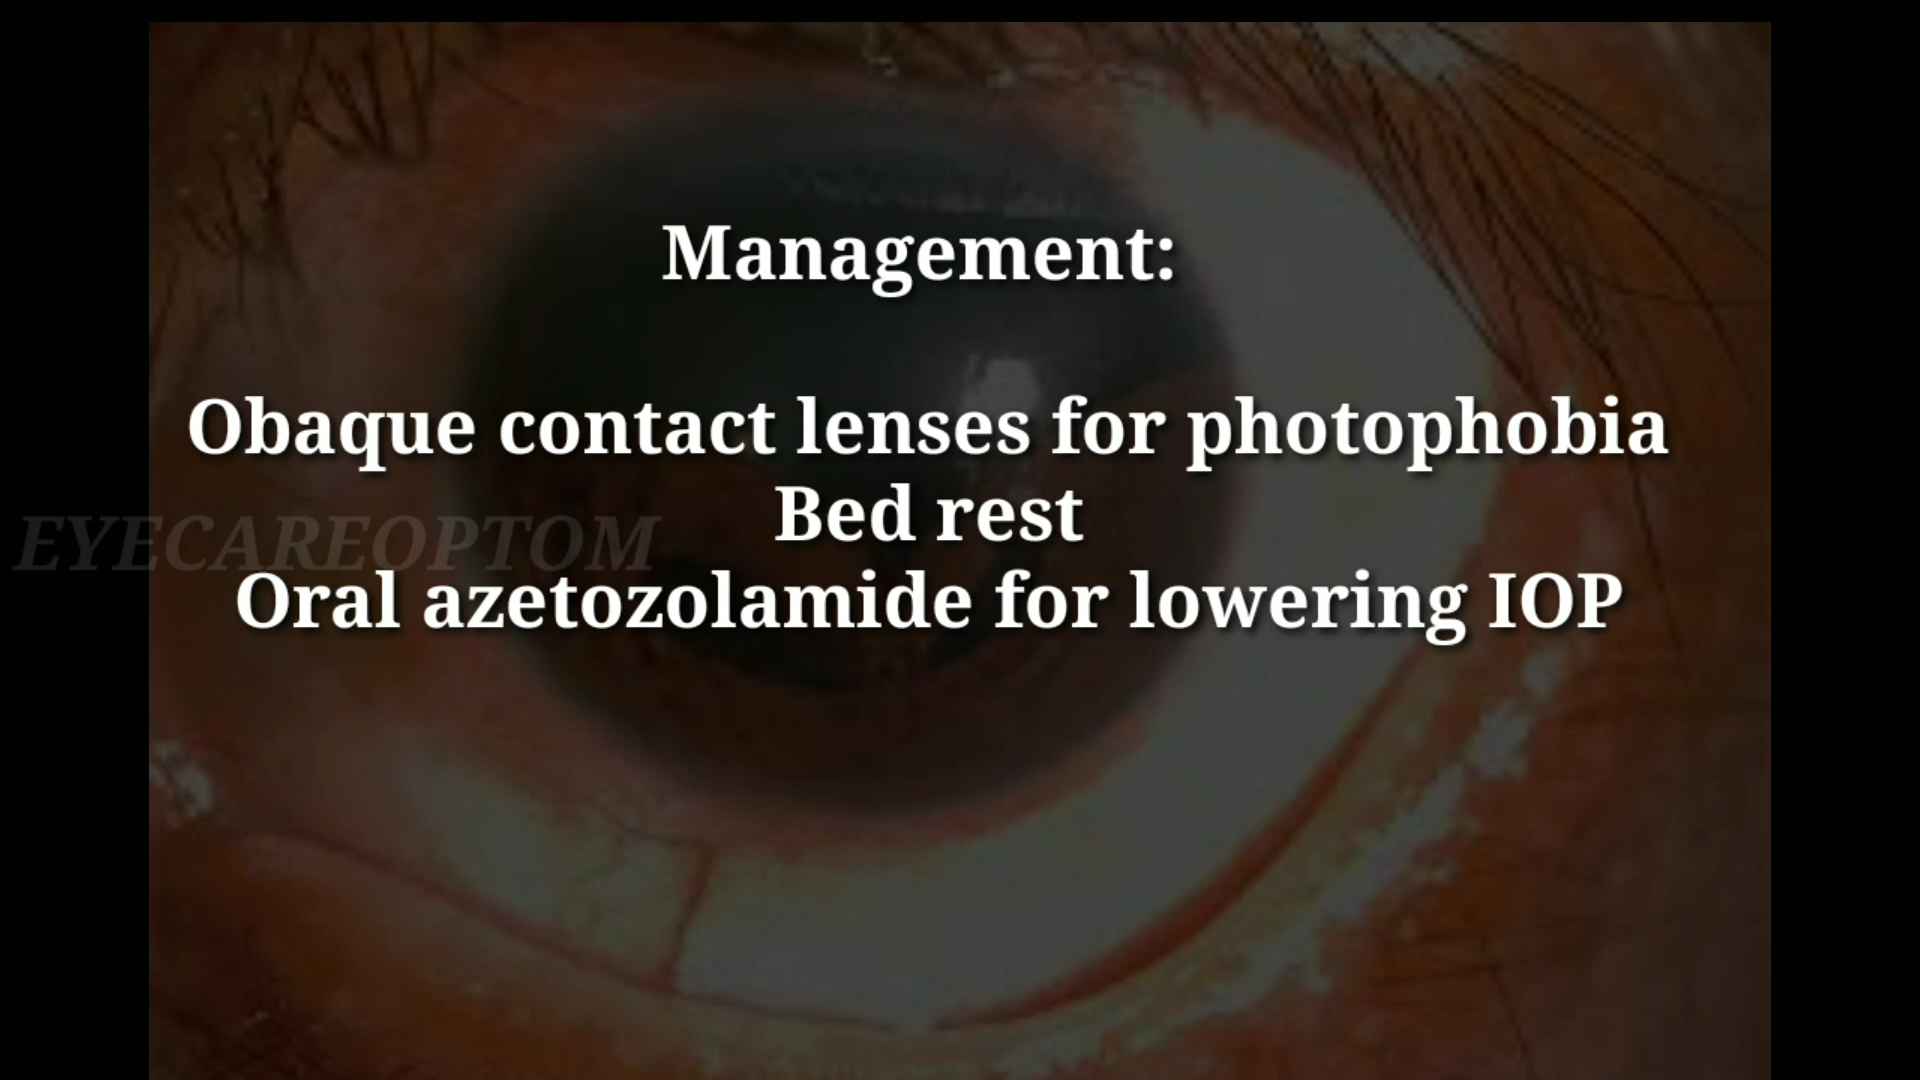 Management:
Obaque contact lenses for photophobia
Bed rest
EYECAREOPTOM
Oral azetozolamide for lowering IOP